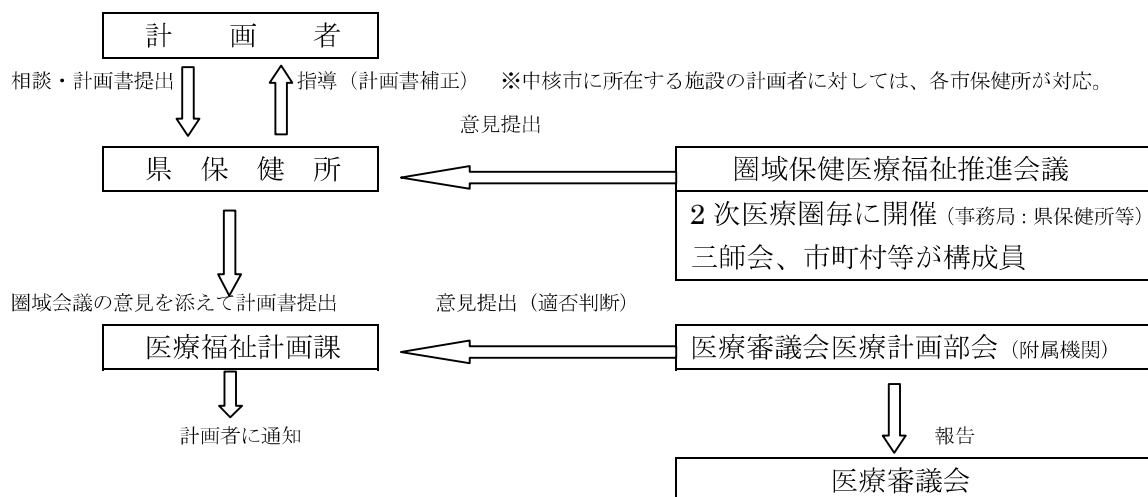 計　画　者
相談・計画書提出　指導（計画書補正）　※中核市に所在する施設の計画者に対しては、各市保健所が対応。
意見提出
県　保　健　所　圏域保健医療福祉推進会議
2 次医療圏毎に開催（事務局：県保健所等）
三師会、市町村等が構成員
圏域会議の意見を添えて計画書提出　意見提出（適否判断）
医療福祉計画課　医療審議会医療計画部会（附属機関）
計画者に通知　報告
医療審議会